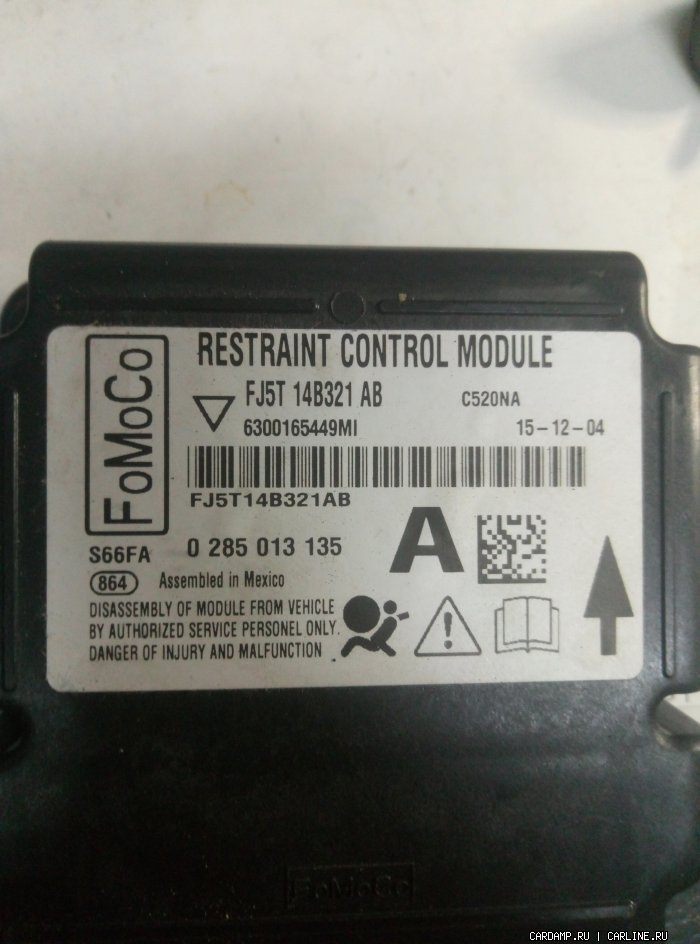 RESTRAINT CONTROL MODULE
FoMoCo
FJ5T 14B321 AB
C520NA
6300165449MI
15-12-04
FJ5T14B321AB
S66FA
0 285 013 135
A
864
Assembled in Mexico
DISASSEMBLY OF MODULE FROM VEHICLE
BY AUTHORIZED SERVICE PERSONEL ONLY.
DANGER OF INJURY AND MALFUNCTION
FoMoCo
CARDAMP.RU | CARLINE.RU